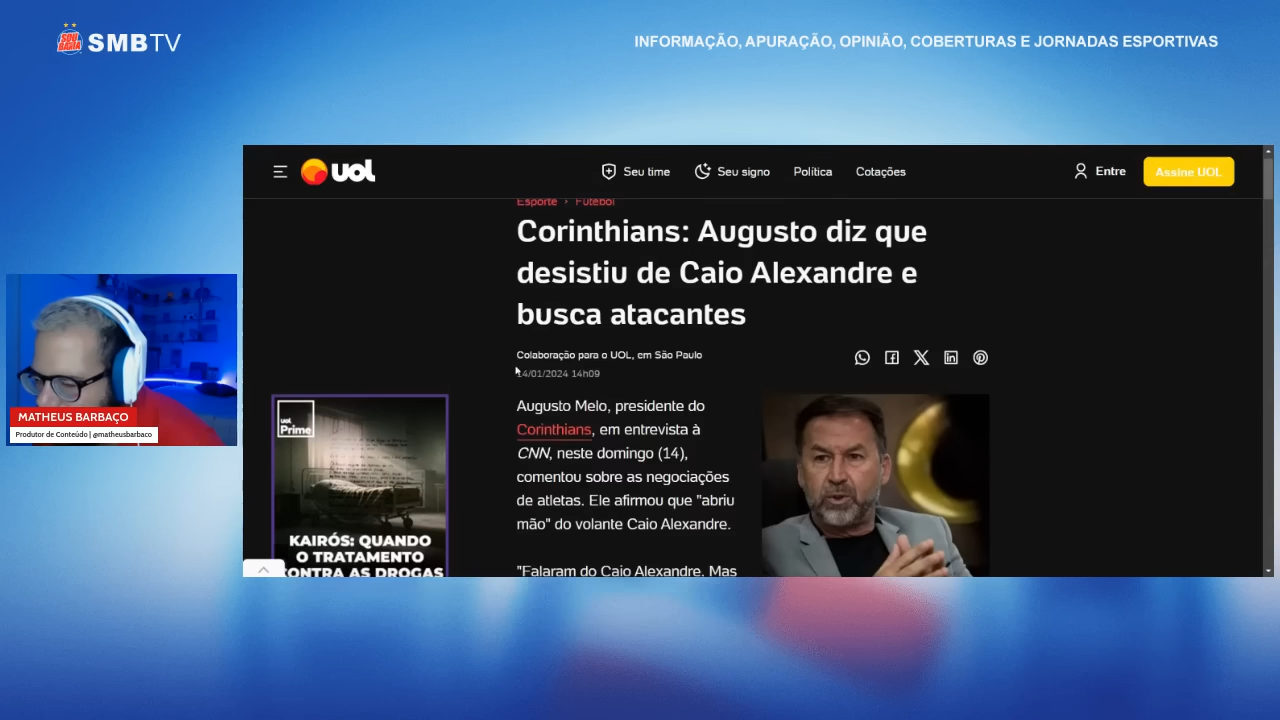 SOU BAHIA
SMBTV
INFORMAÇÃO, APURAÇÃO, OPINIÃO, COBERTURAS E JORNADAS ESPORTIVAS
uol
Seu time
Seu signo
Política
Cotações
Entre
Assine UOL
Esporte › Futebol
Corinthians: Augusto diz que
desistiu de Caio Alexandre e
busca atacantes
Colaboração para o UOL, em São Paulo
14/01/2024 14h09
Augusto Melo, presidente do
Corinthians, em entrevista à
CNN, neste domingo (14),
comentou sobre as negociações
de atletas. Ele afirmou que "abriu
mão" do volante Caio Alexandre.
"Falaram do Caio Alexandre. Mas
uol
Prime
KAIRÓS: QUANDO
O TRATAMENTO
CONTRA AS DROGAS
MATHEUS BARBAÇO
Produtor de Conteúdo | @matheusbarbaco